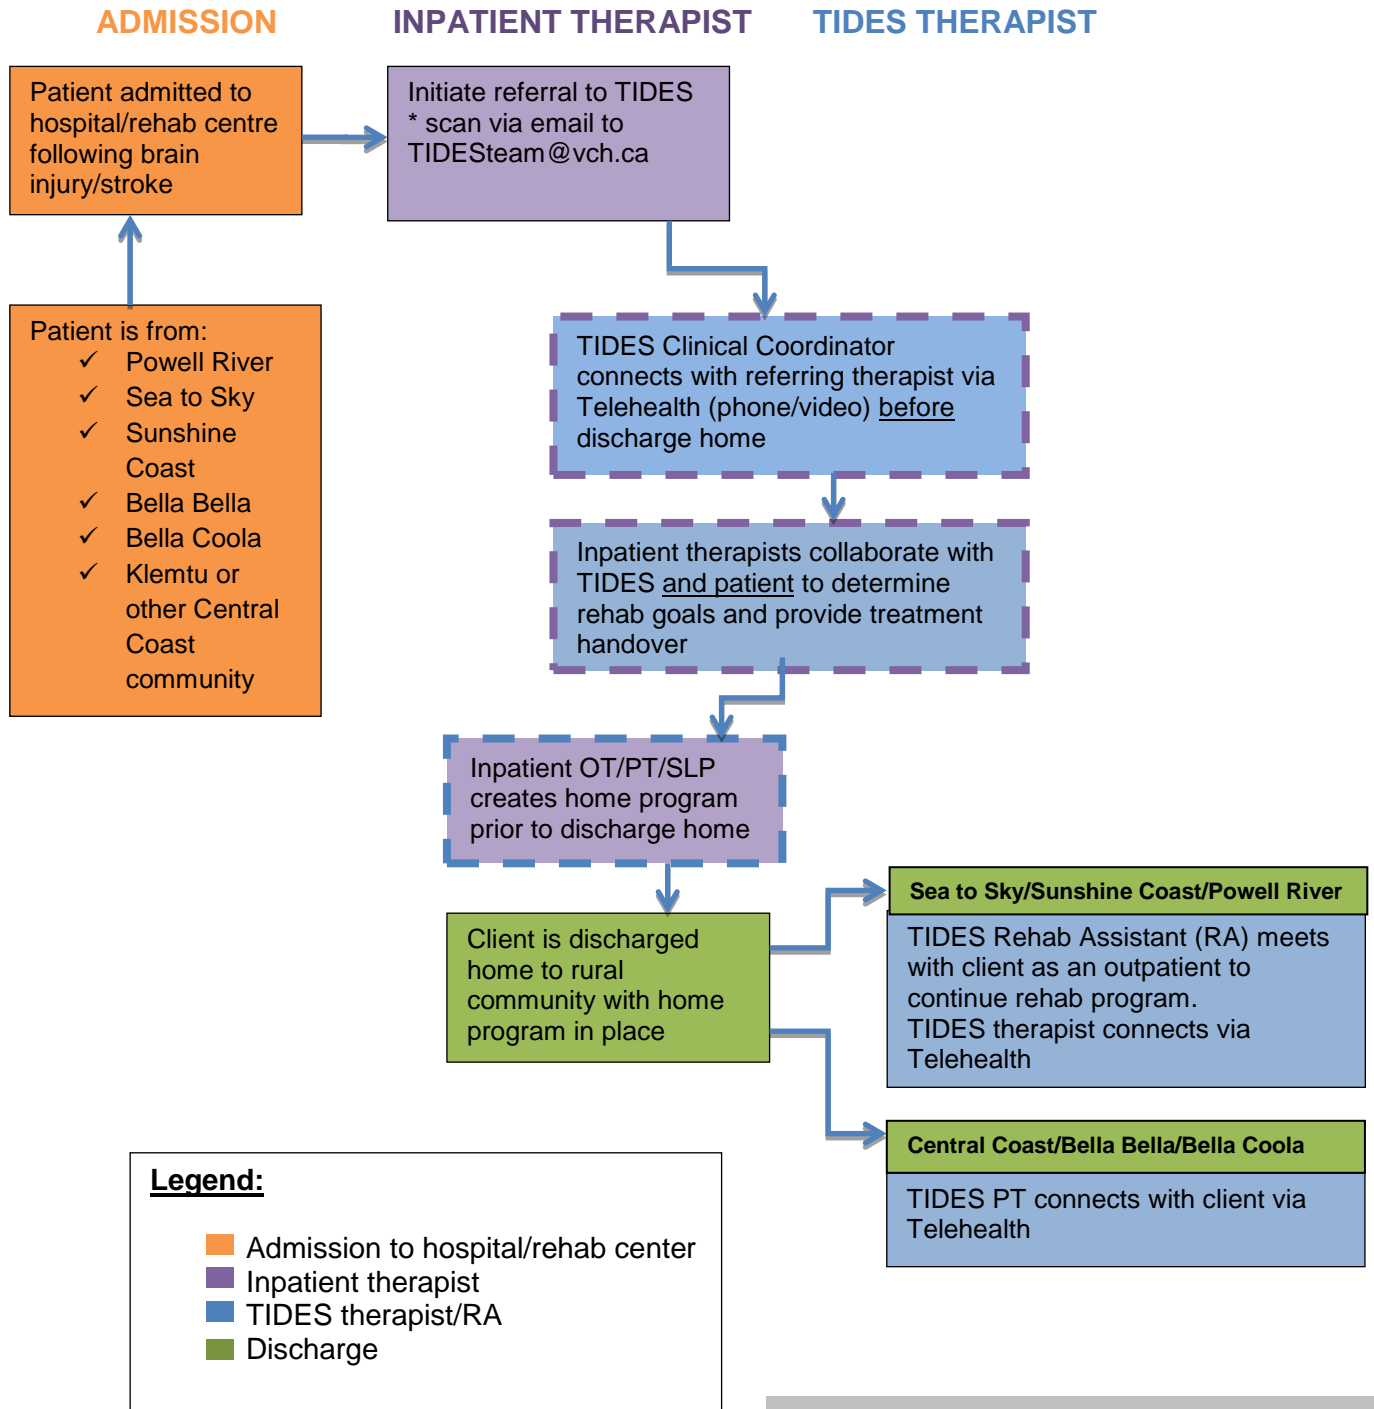 ADMISSION
INPATIENT THERAPIST
TIDES THERAPIST
Patient admitted to
hospital/rehab centre
following brain
injury/stroke
Initiate referral to TIDES
* scan via email to
TIDESteam@vch.ca
Patient is from:
✓ Powell River
✓ Sea to Sky
✓ Sunshine
Coast
✓ Bella Bella
✓ Bella Coola
✓ Klemtu or
other Central
Coast
community
TIDES Clinical Coordinator
connects with referring therapist via
Telehealth (phone/video) before
discharge home
Inpatient therapists collaborate with
TIDES and patient to determine
rehab goals and provide treatment
handover
Inpatient OT/PT/SLP
creates home program
prior to discharge home
Client is discharged
home to rural
community with home
program in place
Sea to Sky/Sunshine Coast/Powell River
TIDES Rehab Assistant (RA) meets
with client as an outpatient to
continue rehab program.
TIDES therapist connects via
Telehealth
Central Coast/Bella Bella/Bella Coola
TIDES PT connects with client via
Telehealth
Legend:
Admission to hospital/rehab center
Inpatient therapist
TIDES therapist/RA
Discharge